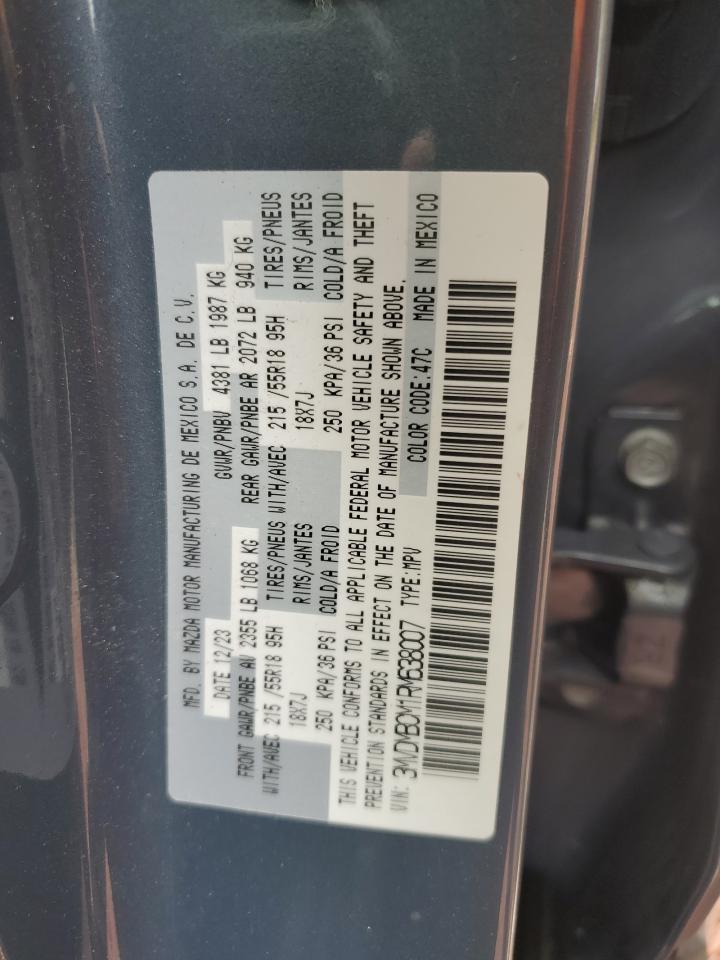 MFD. BY MAZDA MOTOR MANUFACTURING DE MEXICO S.A. DE C.V.
DATE 12/23 GVWR/PNBV 4381 LB 1987 KG
FRONT GAWR/PNBE AV 2355 LB 1068 KG REAR GAWR/PNBE AR 2072 LB 940 KG
WITH/AVEC 215 /55R18 95H TIRES/PNEUS WITH/AVEC 215 /55R18 95H TIRES/PNEUS
18X7J RIMS/JANTES 18X7J RIMS/JANTES
250 KPA/36 PSI COLD/A FROID 250 KPA/36 PSI COLD/A FROID
THIS VEHICLE CONFORMS TO ALL APPLICABLE FEDERAL MOTOR VEHICLE SAFETY AND THEFT
PREVENTION STANDARDS IN EFFECT ON THE DATE OF MANUFACTURE SHOWN ABOVE.
VIN: 3MVDMBCM1RM638007 TYPE:MPV COLOR CODE:47C MADE IN MEXICO